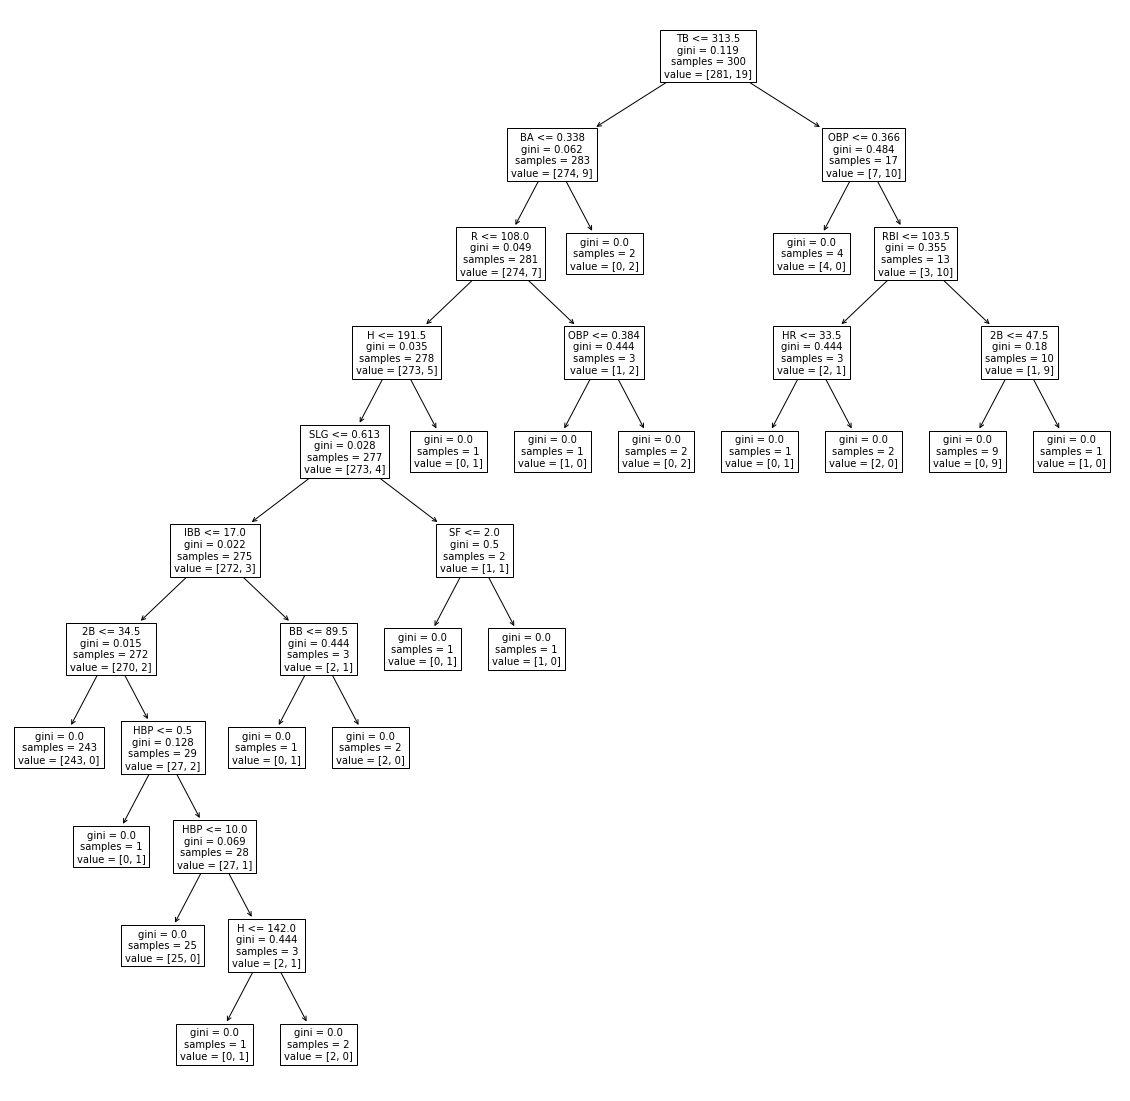 TB <= 313.5
gini = 0.119
samples = 300
value = [281, 19]
BA <= 0.338
gini = 0.062
samples = 283
value = [274, 9]
OBP <= 0.366
gini = 0.484
samples = 17
value = [7, 10]
R <= 108.0
gini = 0.049
samples = 281
value = [274, 7]
gini = 0.0
samples = 2
value = [0, 2]
gini = 0.0
samples = 4
value = [4, 0]
RBI <= 103.5
gini = 0.355
samples = 13
value = [3, 10]
H <= 191.5
gini = 0.035
samples = 278
value = [273, 5]
OBP <= 0.384
gini = 0.444
samples = 3
value = [1, 2]
HR <= 33.5
gini = 0.444
samples = 3
value = [2, 1]
2B <= 47.5
gini = 0.18
samples = 10
value = [1, 9]
SLG <= 0.613
gini = 0.028
samples = 277
value = [273, 4]
gini = 0.0
samples = 1
value = [0, 1]
gini = 0.0
samples = 1
value = [1, 0]
gini = 0.0
samples = 2
value = [0, 2]
gini = 0.0
samples = 1
value = [0, 1]
gini = 0.0
samples = 2
value = [2, 0]
gini = 0.0
samples = 9
value = [0, 9]
gini = 0.0
samples = 1
value = [1, 0]
IBB <= 17.0
gini = 0.022
samples = 275
value = [272, 3]
SF <= 2.0
gini = 0.5
samples = 2
value = [1, 1]
2B <= 34.5
gini = 0.015
samples = 272
value = [270, 2]
BB <= 89.5
gini = 0.444
samples = 3
value = [2, 1]
gini = 0.0
samples = 1
value = [0, 1]
gini = 0.0
samples = 1
value = [1, 0]
gini = 0.0
samples = 243
value = [243, 0]
HBP <= 0.5
gini = 0.128
samples = 29
value = [27, 2]
gini = 0.0
samples = 1
value = [0, 1]
gini = 0.0
samples = 2
value = [2, 0]
gini = 0.0
samples = 1
value = [0, 1]
HBP <= 10.0
gini = 0.069
samples = 28
value = [27, 1]
gini = 0.0
samples = 25
value = [25, 0]
H <= 142.0
gini = 0.444
samples = 3
value = [2, 1]
gini = 0.0
samples = 1
value = [0, 1]
gini = 0.0
samples = 2
value = [2, 0]